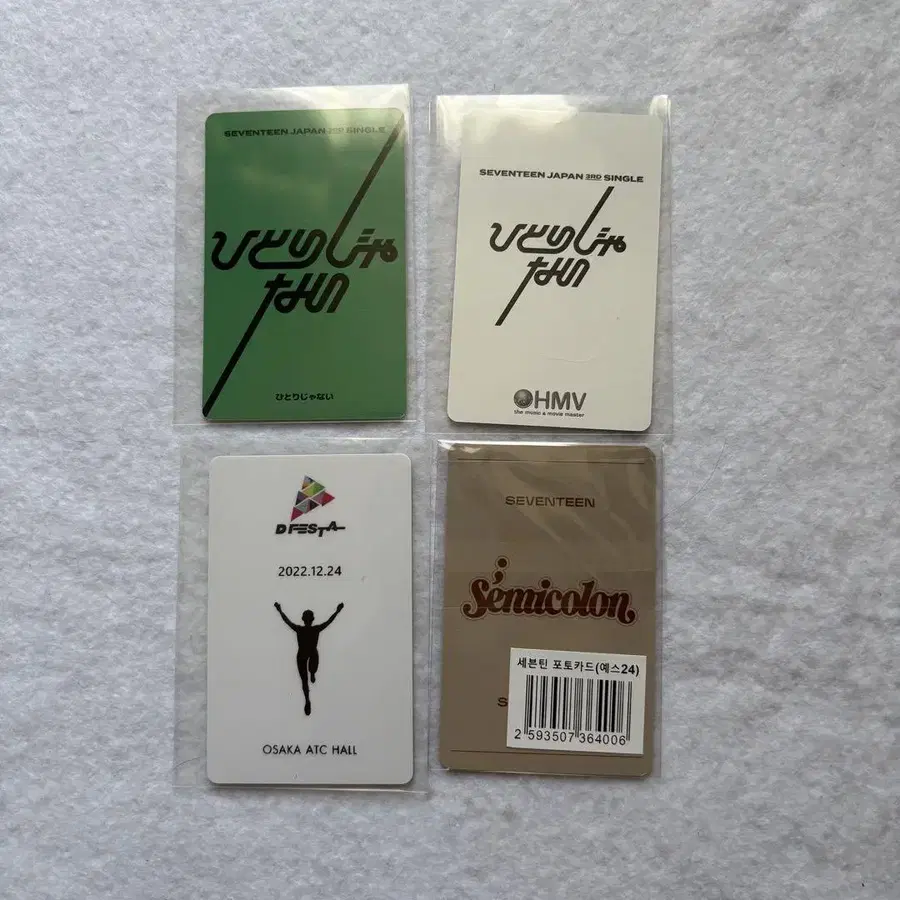 SEVENTEEN JAPAN 3RD SINGLE
ひとりじゃ
ない
ひとりじゃない
SEVENTEEN JAPAN 3RD SINGLE
ひとりじゃ
ない
HMV
the music & movie master
D FESTA
2022.12.24
OSAKA ATC HALL
SEVENTEEN
Semicolon
세븐틴 포토카드(예스24)
2 593507 364006